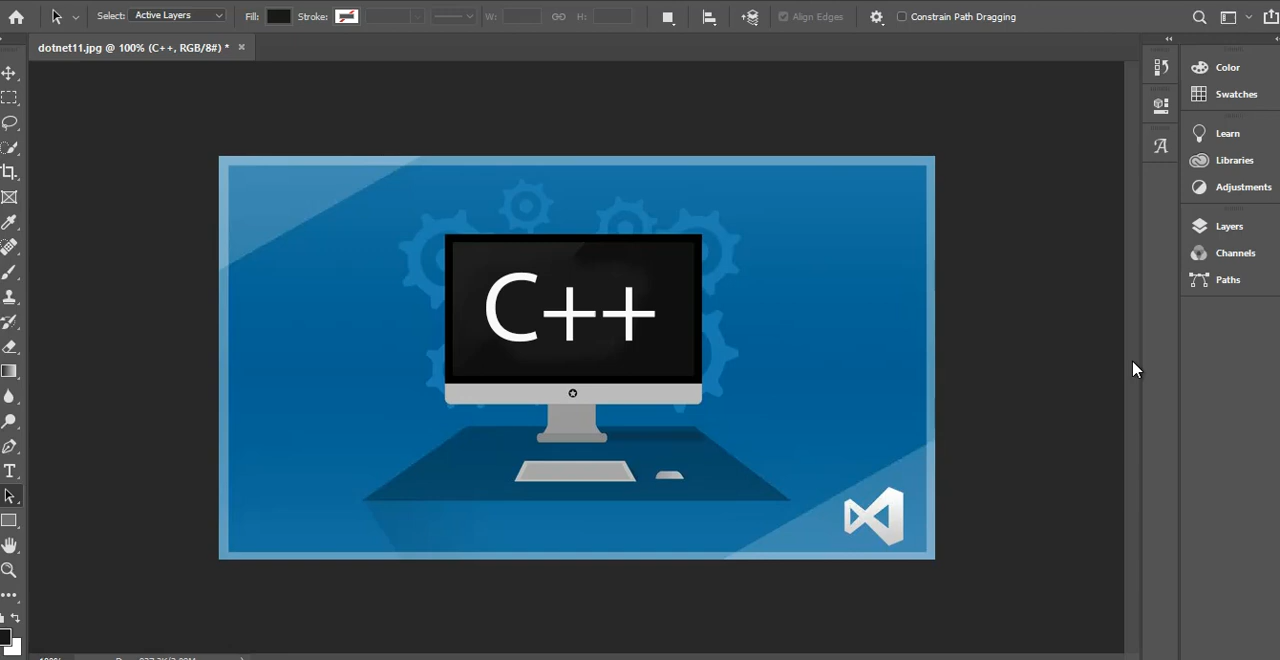 Select: Active Layers Fill: Stroke: W: H: Align Edges Constrain Path Dragging
dotnet11.jpg @ 100% (C++, RGB/8#) * ×
Color
Swatches
Learn
Libraries
Adjustments
Layers
Channels
Paths
C++